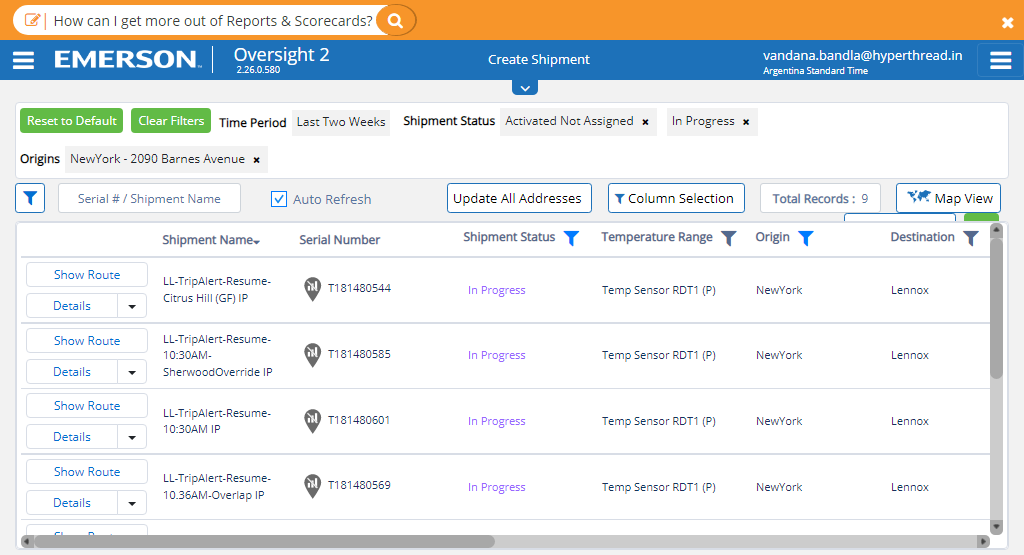 How can I get more out of Reports & Scorecards?
EMERSON
Oversight 2
2.26.0.580
Create Shipment
vandana.bandla@hyperthread.in
Argentina Standard Time
Reset to Default
Clear Filters
Time Period
Last Two Weeks
Shipment Status
Activated Not Assigned ×
In Progress ×
Origins
NewYork - 2090 Barnes Avenue ×
Serial # / Shipment Name
Auto Refresh
Update All Addresses
Column Selection
Total Records : 9
Map View
Shipment Name
Serial Number
Shipment Status
Temperature Range
Origin
Destination
Show Route
Details
LL-TripAlert-Resume-
Citrus Hill (GF) IP
T181480544
In Progress
Temp Sensor RDT1 (P)
NewYork
Lennox
Show Route
Details
LL-TripAlert-Resume-
10:30AM-
SherwoodOverride IP
T181480585
In Progress
Temp Sensor RDT1 (P)
NewYork
Lennox
Show Route
Details
LL-TripAlert-Resume-
10:30AM IP
T181480601
In Progress
Temp Sensor RDT1 (P)
NewYork
Lennox
Show Route
Details
LL-TripAlert-Resume-
10.36AM-Overlap IP
T181480569
In Progress
Temp Sensor RDT1 (P)
NewYork
Lennox